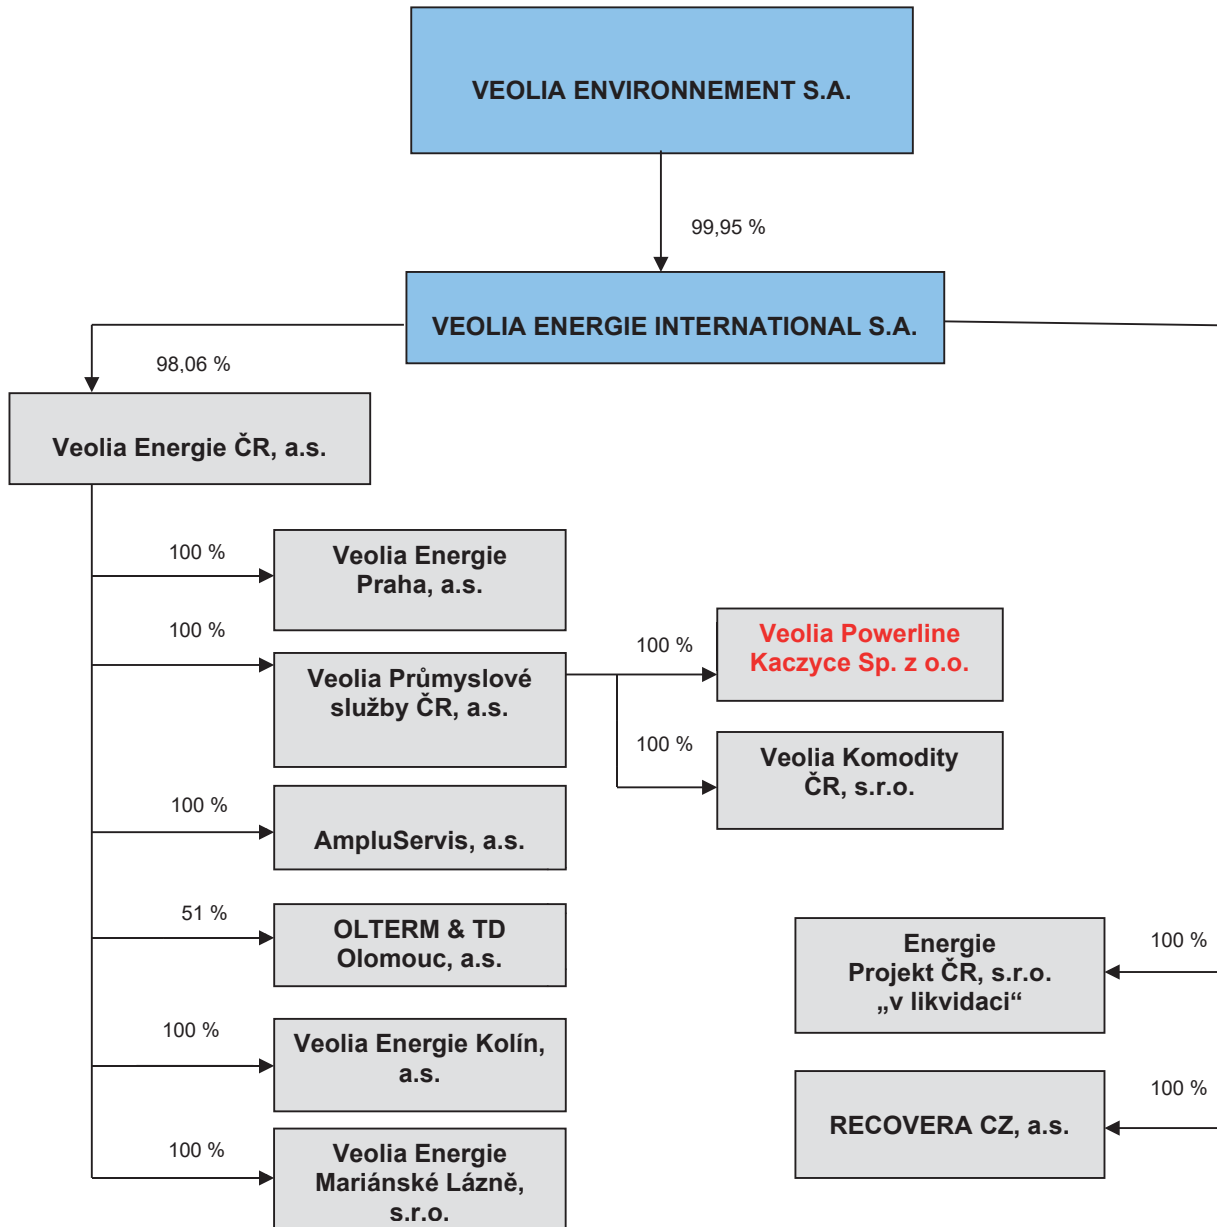 VEOLIA ENVIRONNEMENT S.A.
99,95 %
VEOLIA ENERGIE INTERNATIONAL S.A.
98,06 %
Veolia Energie ČR, a.s.
100 %
Veolia Energie
Praha, a.s.
100 %
Veolia Průmyslové
služby ČR, a.s.
100 %
Veolia Powerline
Kaczyce Sp. z o.o.
100 %
Veolia Komodity
ČR, s.r.o.
100 %
AmpluServis, a.s.
51 %
OLTERM & TD
Olomouc, a.s.
100 %
Veolia Energie Kolín,
a.s.
100 %
Veolia Energie
Mariánské Lázně,
s.r.o.
Energie
Projekt ČR, s.r.o.
„v likvidaci“
100 %
RECOVERA CZ, a.s.
100 %